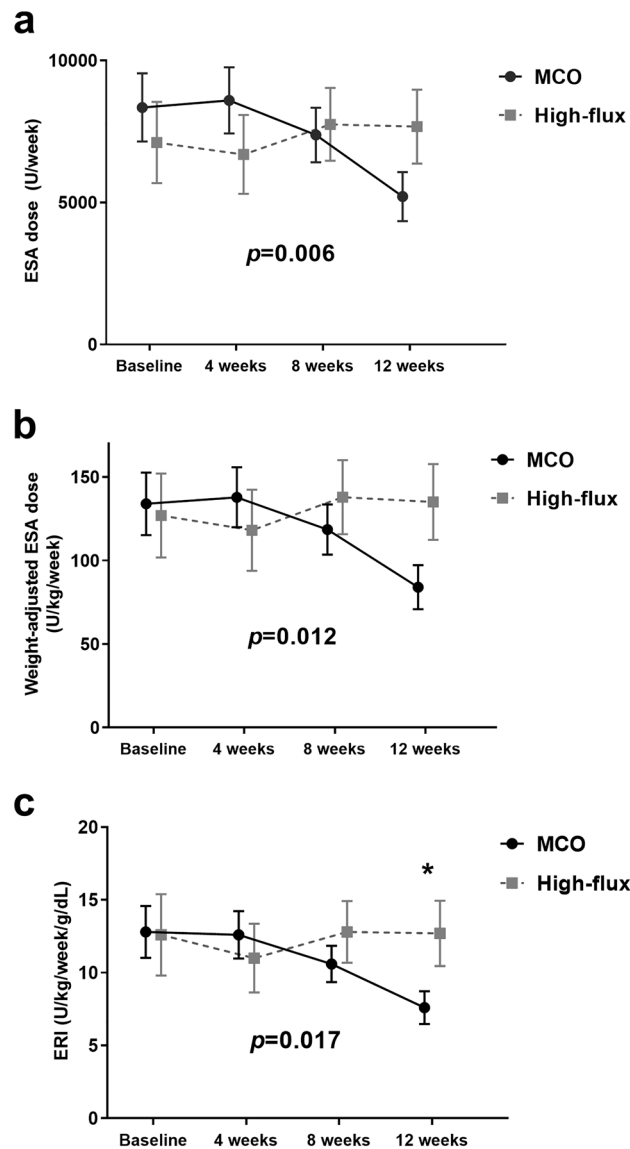 a
ESA dose (U/week)
10000
5000
0
MCO
High-flux
p=0.006
Baseline 4 weeks 8 weeks 12 weeks
b
Weight-adjusted ESA dose
(U/kg/week)
150
100
50
0
MCO
High-flux
p=0.012
Baseline 4 weeks 8 weeks 12 weeks
c
ERI (U/kg/week/g/dL)
20
15
10
5
0
MCO
High-flux
*
p=0.017
Baseline 4 weeks 8 weeks 12 weeks